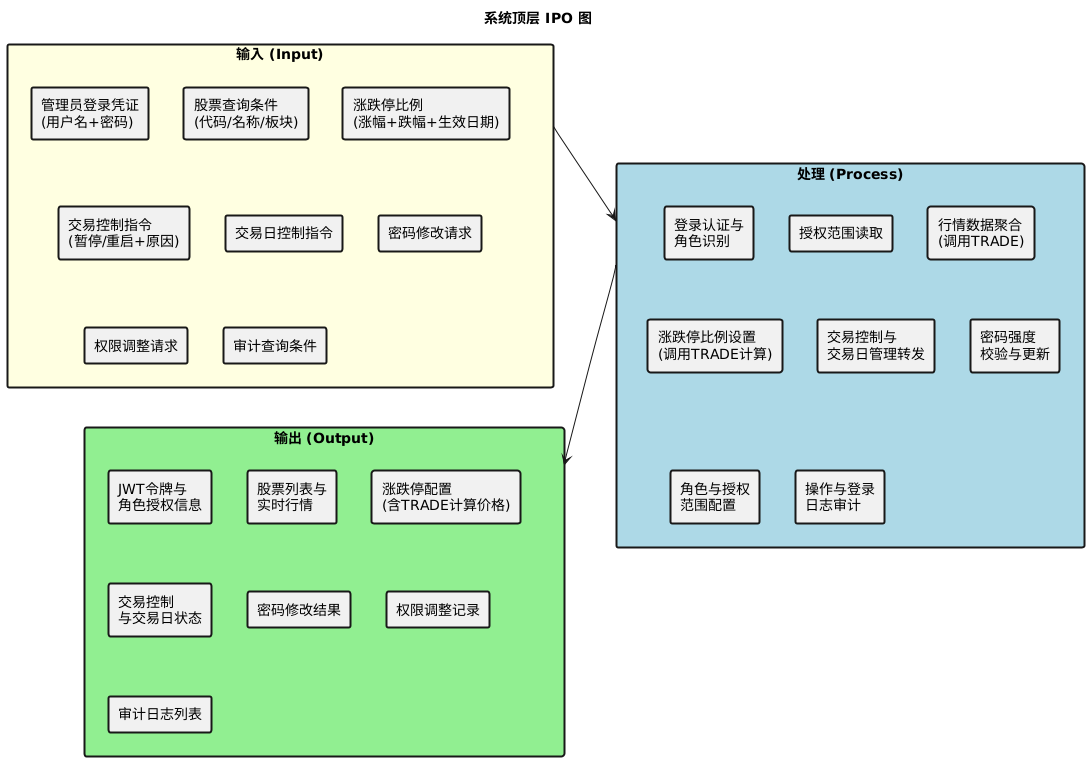 系统顶层 IPO 图
输入 (Input)
管理员登录凭证
(用户名+密码)
股票查询条件
(代码/名称/板块)
涨跌停比例
(涨幅+跌幅+生效日期)
交易控制指令
(暂停/重启+原因)
交易日控制指令
密码修改请求
权限调整请求
审计查询条件
处理 (Process)
登录认证与
角色识别
授权范围读取
行情数据聚合
(调用TRADE)
涨跌停比例设置
(调用TRADE计算)
交易控制与
交易日管理转发
密码强度
校验与更新
角色与授权
范围配置
操作与登录
日志审计
输出 (Output)
JWT令牌与
角色授权信息
股票列表与
实时行情
涨跌停配置
(含TRADE计算价格)
交易控制
与交易日状态
密码修改结果
权限调整记录
审计日志列表